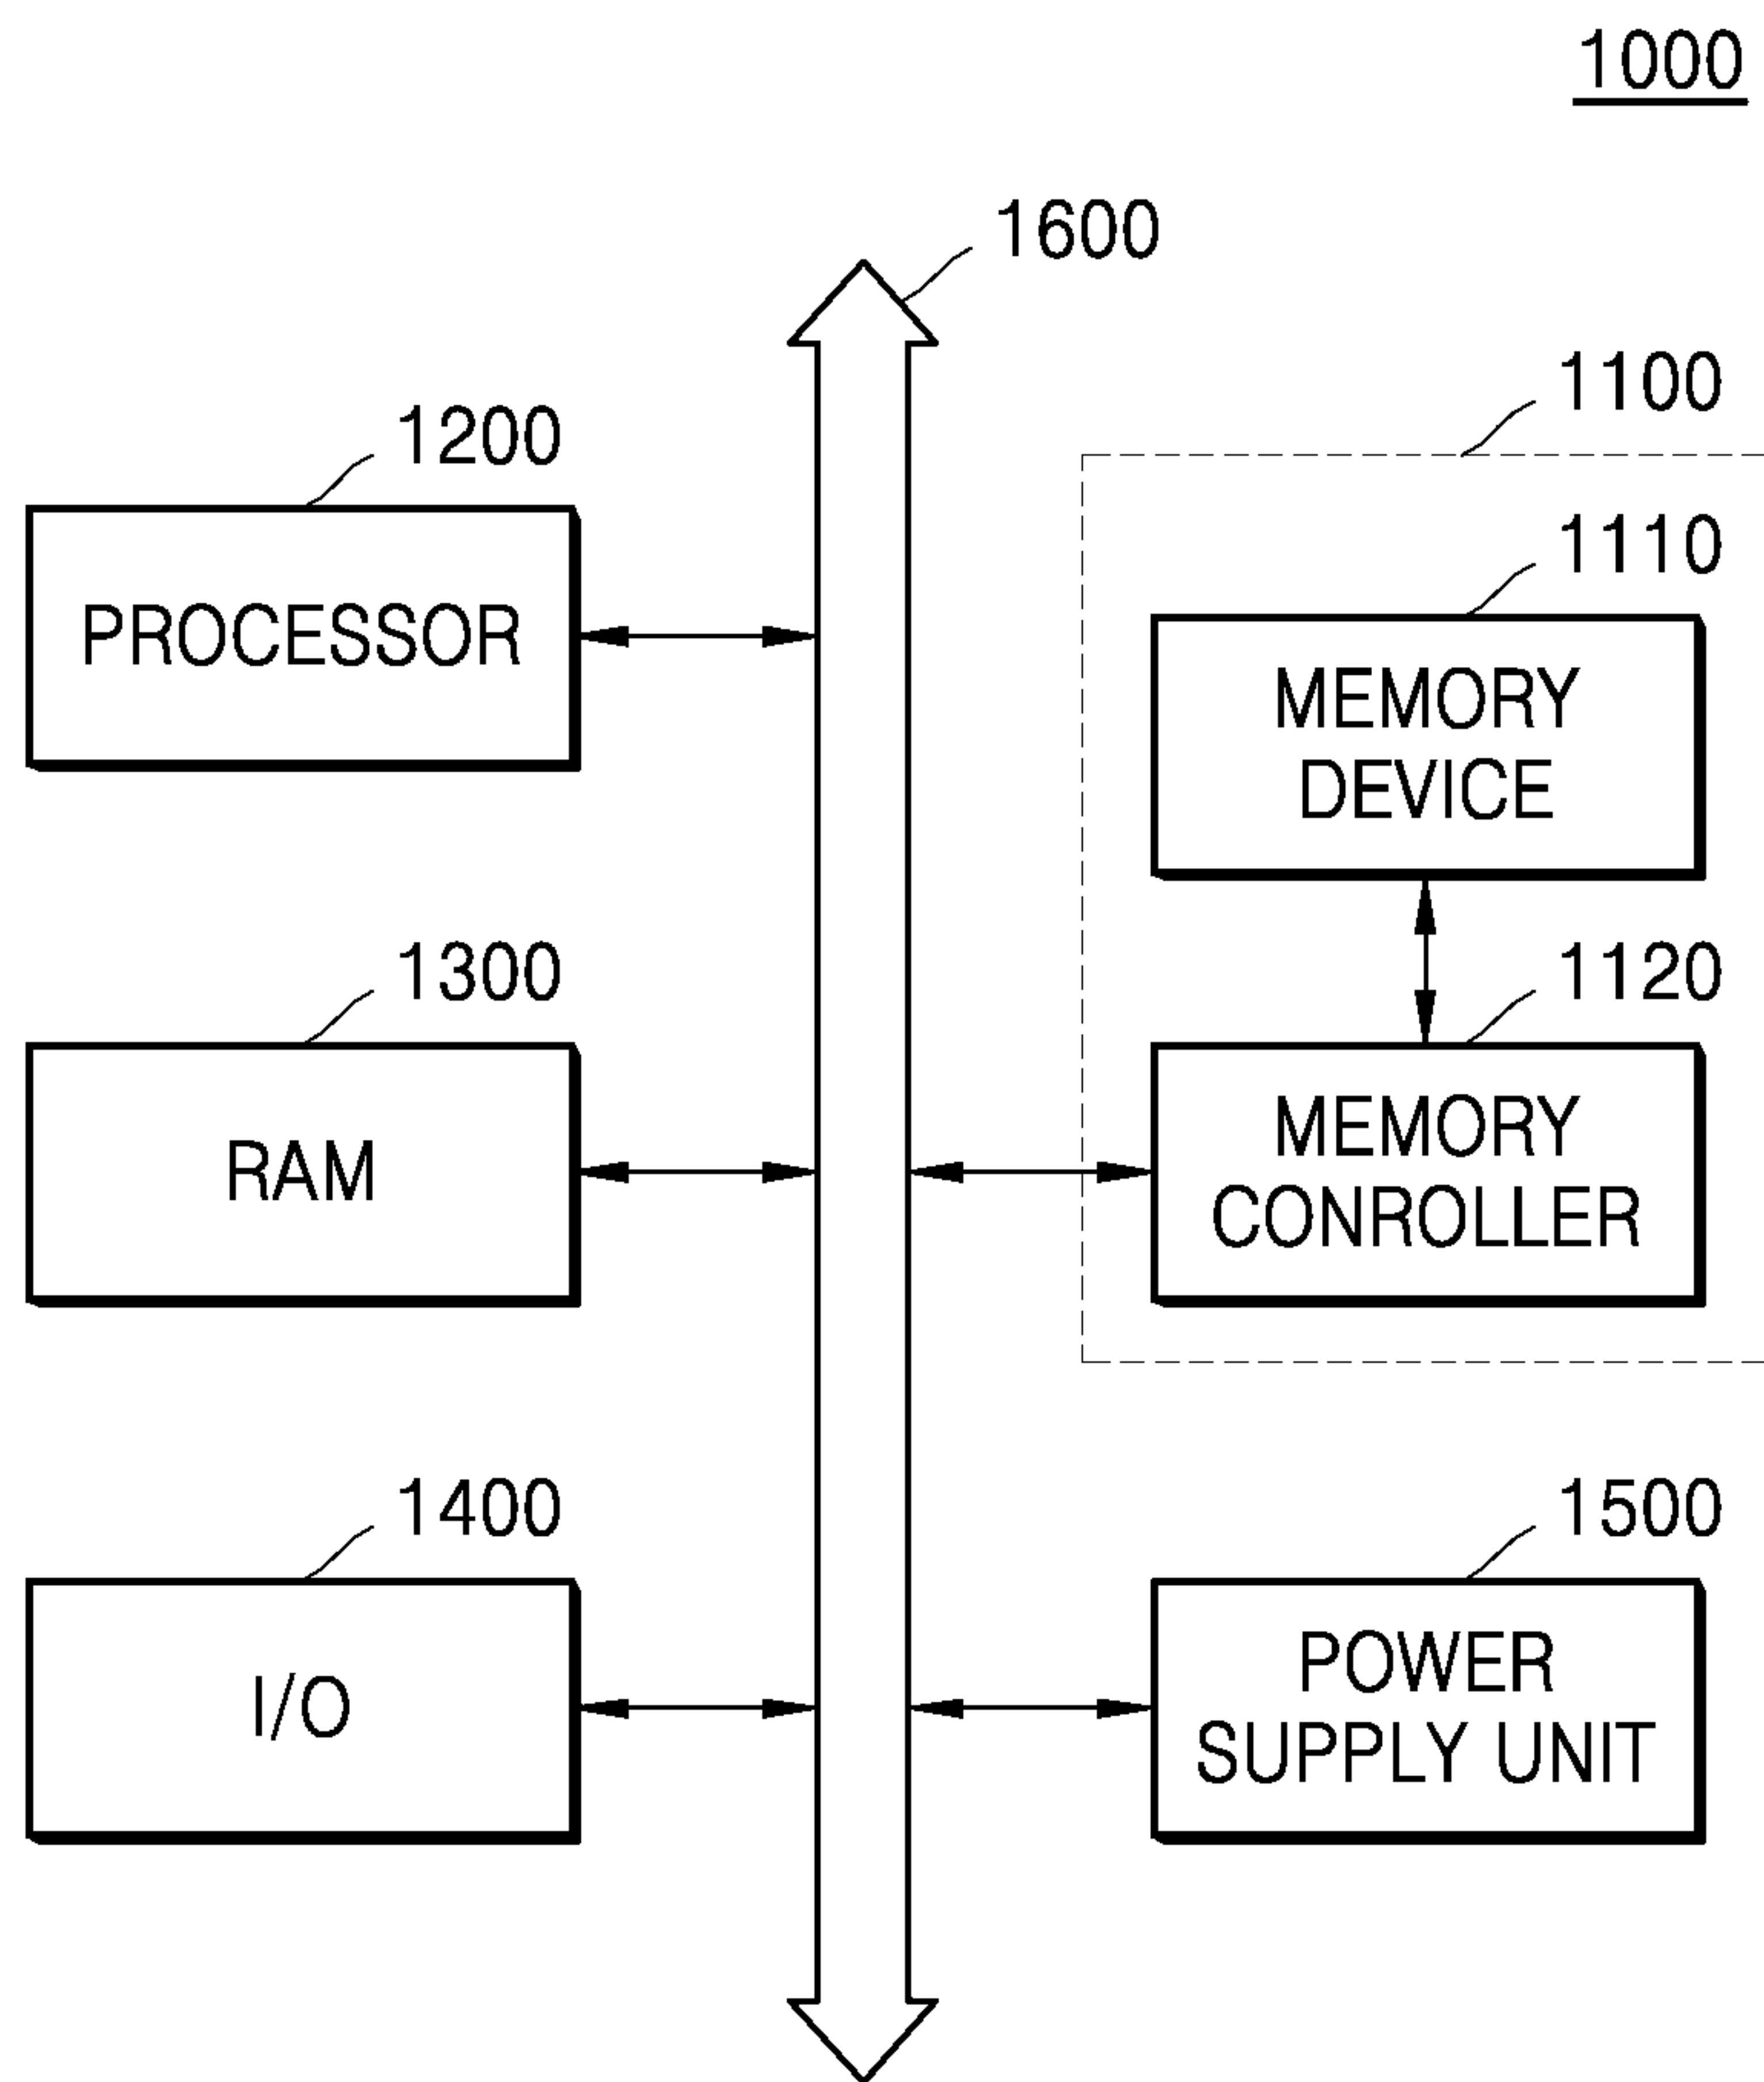 1000
1600
1100
1200
1110
PROCESSOR
MEMORY
DEVICE
1300
1120
RAM
MEMORY
CONROLLER
1400
1500
I/O
POWER
SUPPLY UNIT